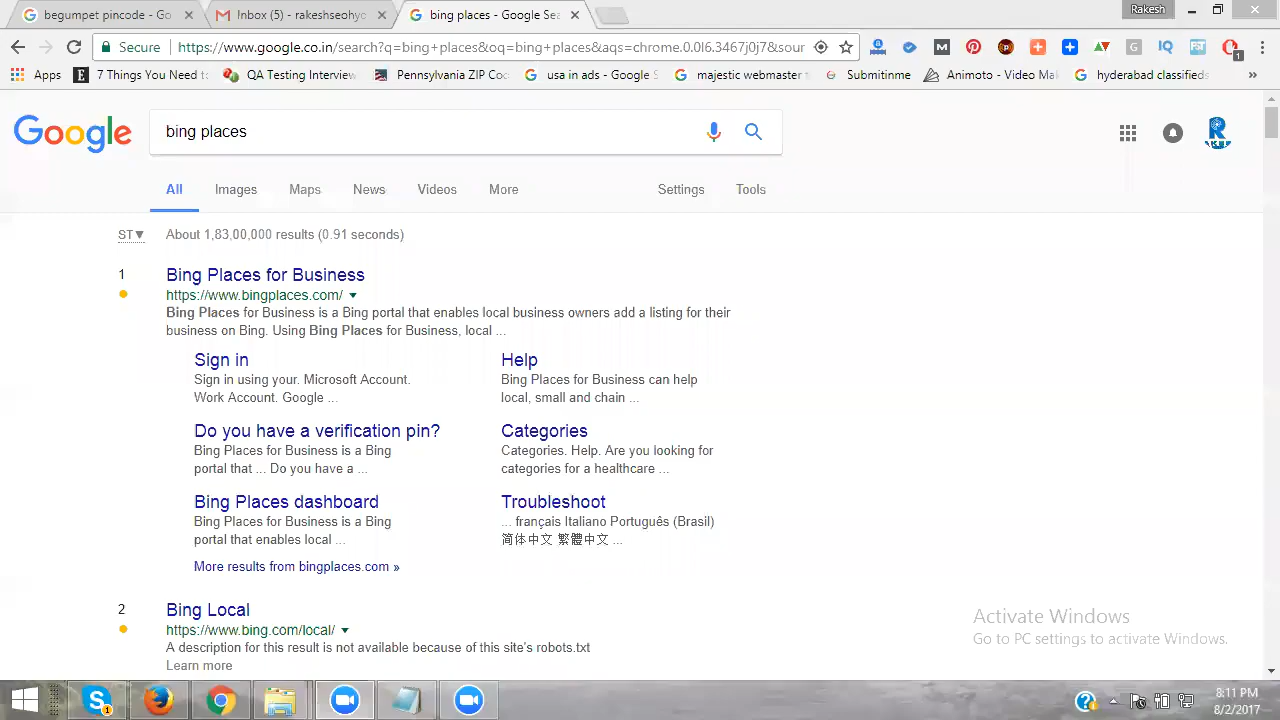 begumpet pincode - Go
Inbox (5) - rakeshseohyd
bing places - Google Sea
Rakesh
Secure
https://www.google.co.in/search?q=bing+places&oq=bing+places&aqs=chrome.0.0l6.3467j0j7&sour
Apps
7 Things You Need to
QA Testing Interview
Pennsylvania ZIP Co
usa in ads - Google S
majestic webmaster
Submitinme
Animoto - Video Ma
hyderabad classifieds
»
Google
bing places
All
Images
Maps
News
Videos
More
Settings
Tools
ST▼
About 1,83,00,000 results (0.91 seconds)
1
Bing Places for Business
https://www.bingplaces.com/
Bing Places for Business is a Bing portal that enables local business owners add a listing for their
business on Bing. Using Bing Places for Business, local ...
Sign in
Sign in using your. Microsoft Account.
Work Account. Google ...
Help
Bing Places for Business can help
local, small and chain ...
Do you have a verification pin?
Bing Places for Business is a Bing
portal that ... Do you have a ...
Categories
Categories. Help. Are you looking for
categories for a healthcare ...
Bing Places dashboard
Bing Places for Business is a Bing
portal that enables local ...
Troubleshoot
... français Italiano Português (Brasil)
简体中文 繁體中文 ...
More results from bingplaces.com »
2
Bing Local
https://www.bing.com/local/
A description for this result is not available because of this site's robots.txt
Learn more
Activate Windows
Go to PC settings to activate Windows.
8:11 PM
8/2/2017